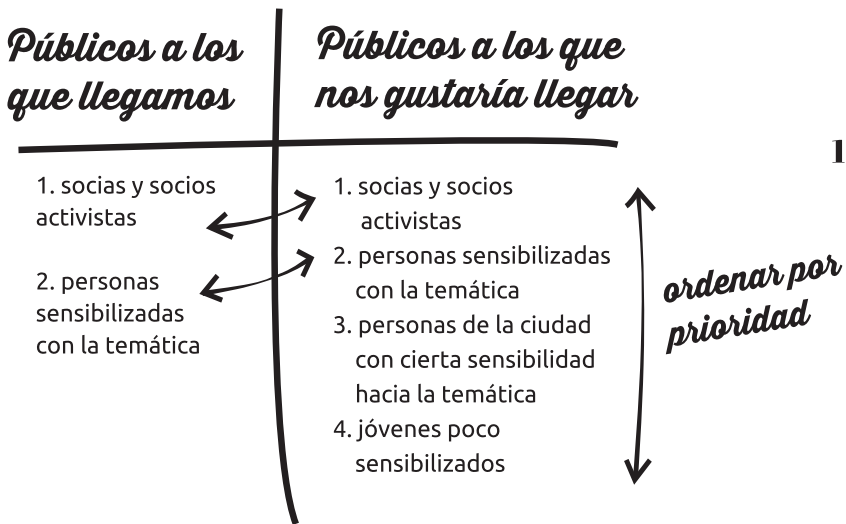 Públicos a los
que llegamos
Públicos a los que
nos gustaría llegar
1. socias y socios
activistas
2. personas
sensibilizadas
con la temática
1. socias y socios
activistas
2. personas sensibilizadas
con la temática
3. personas de la ciudad
con cierta sensibilidad
hacia la temática
4. jóvenes poco
sensibilizados
ordenar por
prioridad
1